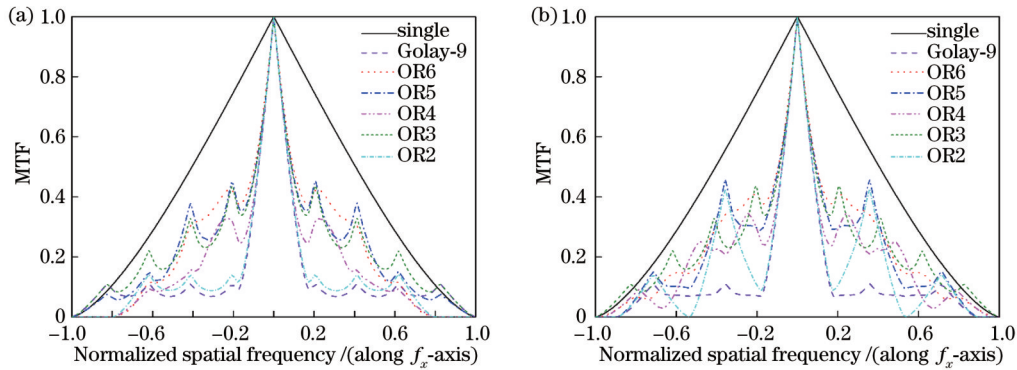 (a)
1.0
0.8
0.6
0.4
0.2
0
MTF
single
Golay-9
OR6
OR5
OR4
OR3
OR2
−1.0 −0.6 −0.2 0.2 0.6 1.0
Normalized spatial frequency /(along fx-axis)
(b)
1.0
0.8
0.6
0.4
0.2
0
MTF
single
Golay-9
OR6
OR5
OR4
OR3
OR2
−1.0 −0.6 −0.2 0.2 0.6 1.0
Normalized spatial frequency /(along fx-axis)